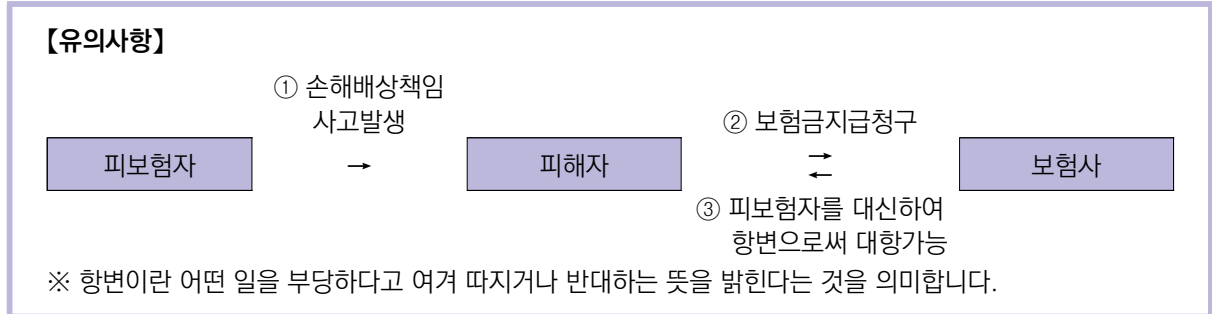 【유의사항】
① 손해배상책임
사고발생
② 보험금지급청구
피보험자 → 피해자 → ← 보험사
③ 피보험자를 대신하여
항변으로써 대항가능
※ 항변이란 어떤 일을 부당하다고 여겨 따지거나 반대하는 뜻을 밝힌다는 것을 의미합니다.